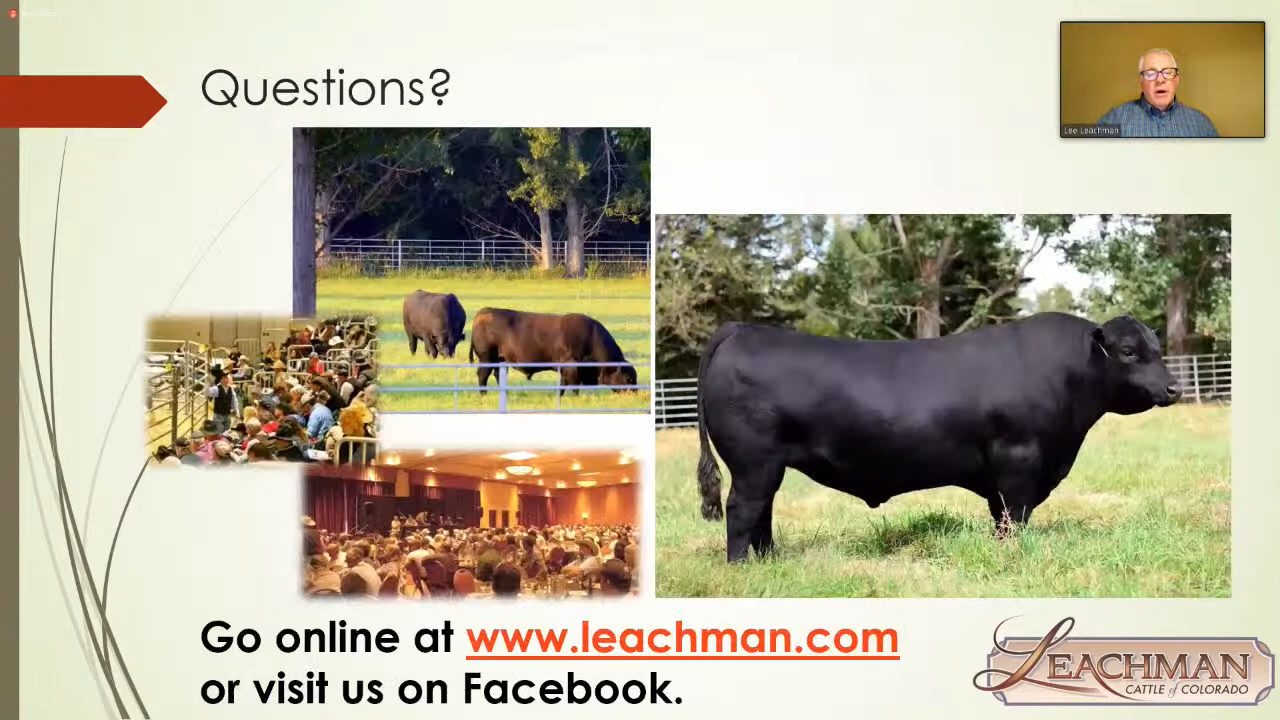 Questions?
Lee Leachman
Go online at www.leachman.com
or visit us on Facebook.
LEACHMAN
CATTLE of COLORADO